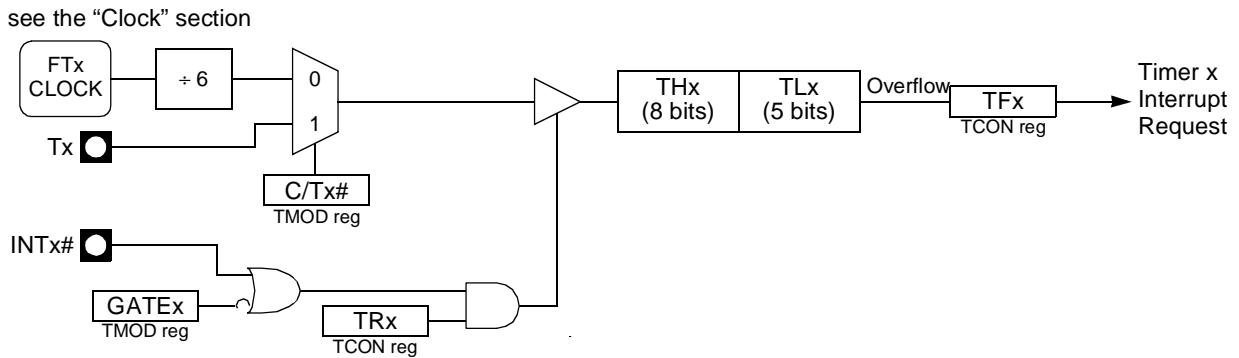 see the “Clock” section
FTx
CLOCK
÷ 6
0
1
Tx
C/Tx#
TMOD reg
THx
(8 bits)
TLx
(5 bits)
Overflow
TFx
TCON reg
Timer x
Interrupt
Request
INTx#
GATEx
TMOD reg
TRx
TCON reg